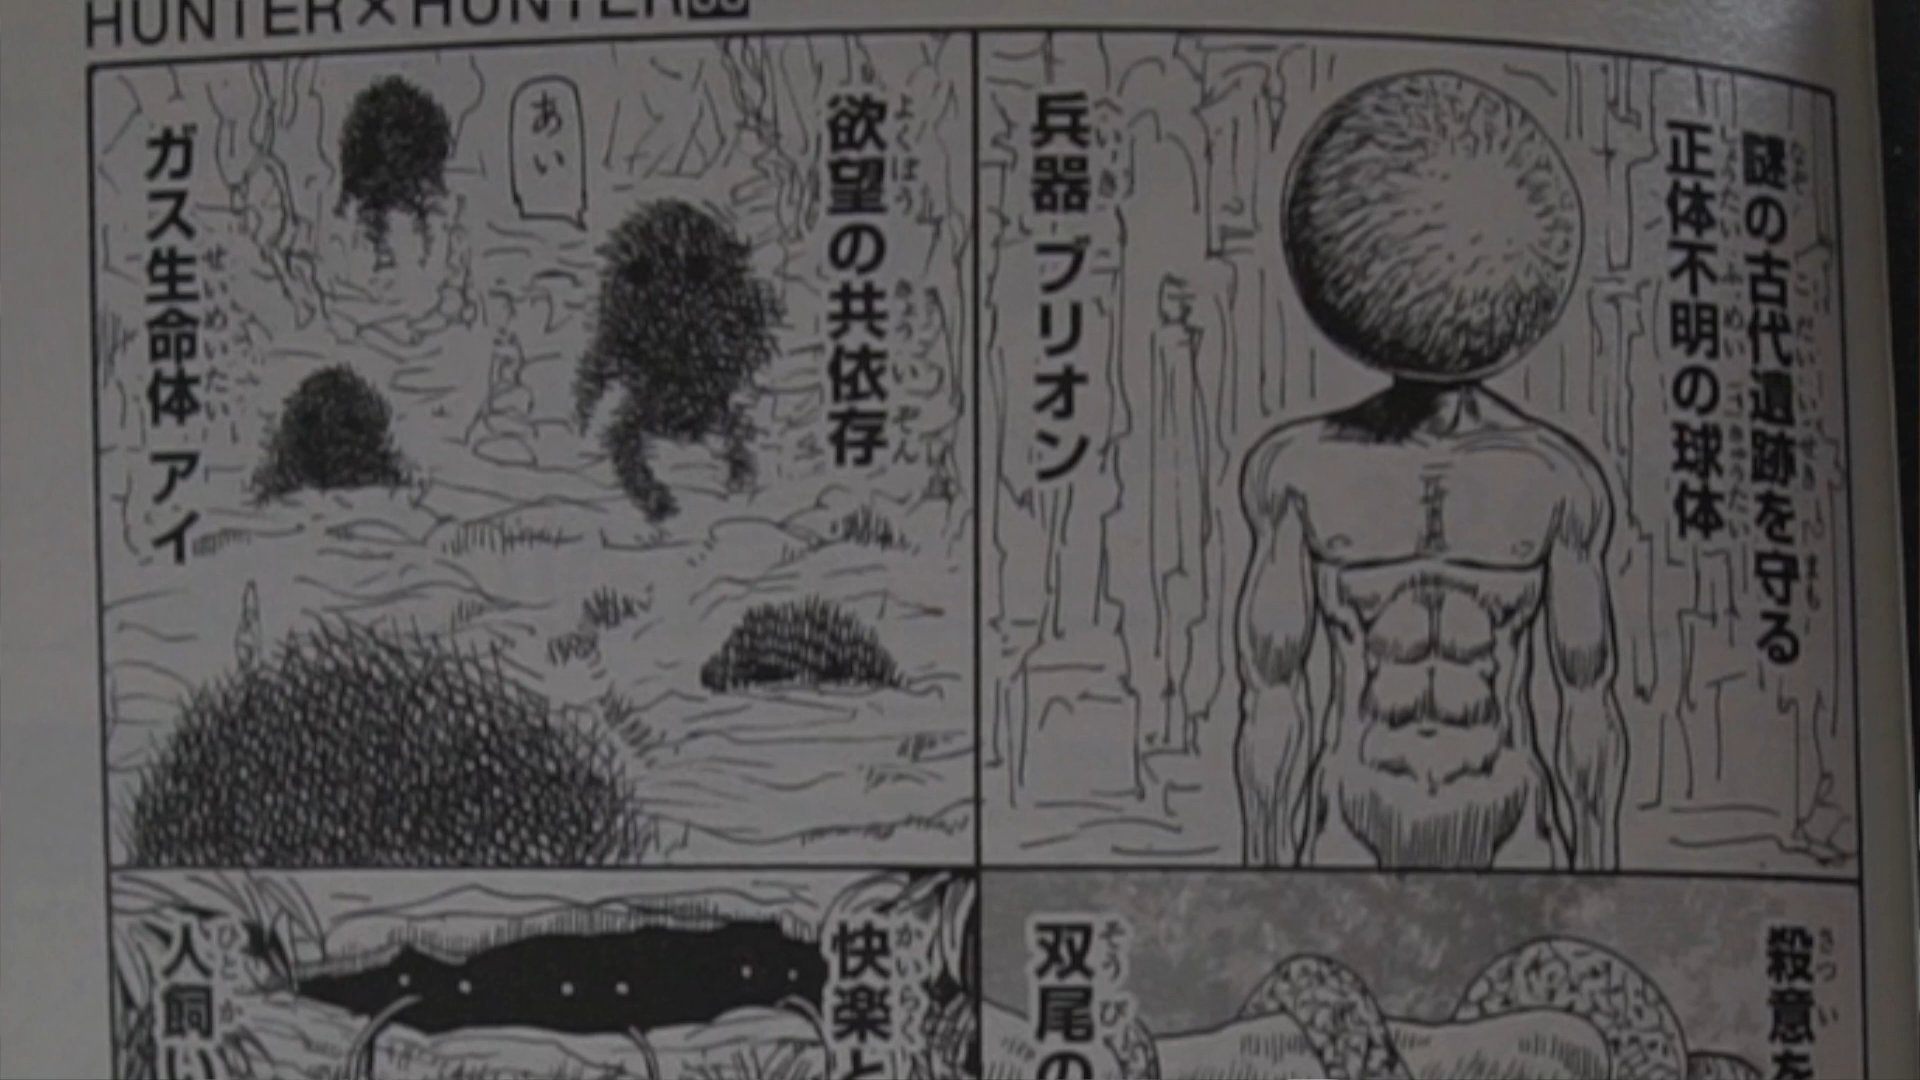 HUNTER×HUNTER
謎の古代遺跡を守る
正体不明の球体
兵器 ブリオン
欲望の共依存
あい
ガス生命体 アイ
殺意を
双尾の
快楽と
人飼い